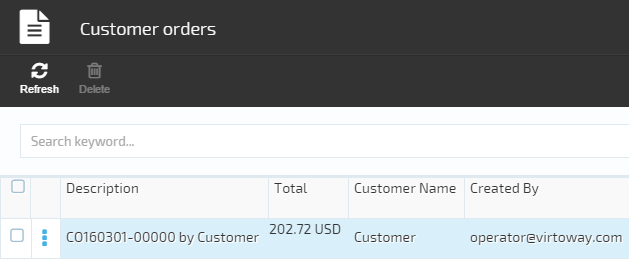 Customer orders
Refresh Delete
Search keyword...
Description Total Customer Name Created By
CO160301-00000 by Customer 202.72 USD Customer operator@virtoway.com